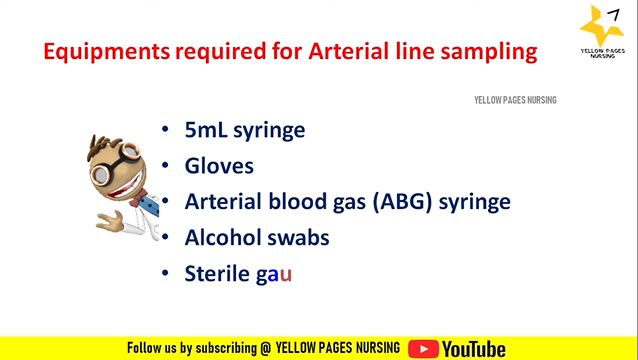 Equipments required for Arterial line sampling
YELLOW PAGES
NURSING
YELLOW PAGES NURSING
• 5mL syringe
• Gloves
• Arterial blood gas (ABG) syringe
• Alcohol swabs
• Sterile gau
Follow us by subscribing @ YELLOW PAGES NURSING YouTube